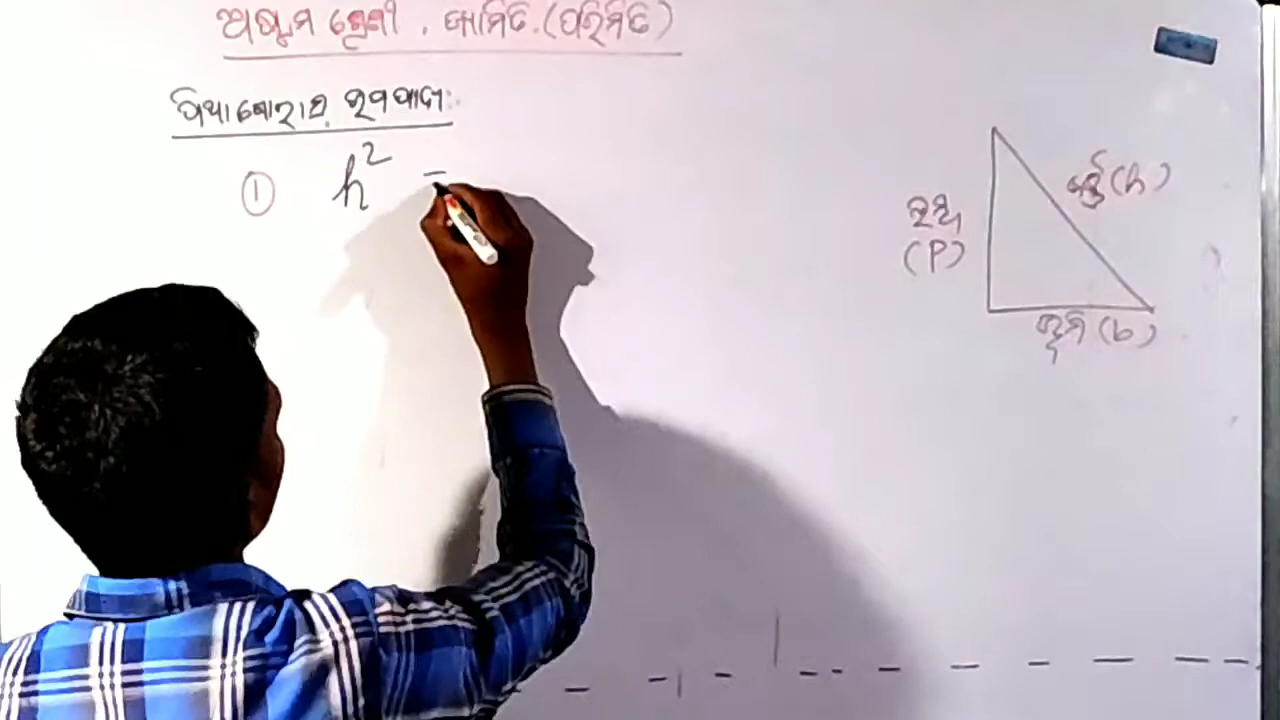 ଅଷ୍ଟମ ଶ୍ରେଣୀ . ଜ୍ୟାମିତି (ପରିମିତି)
ପିଥାଗୋରାସ୍ ଉପପାଦ୍ୟ:
① h² =
କର୍ଣ୍ଣ (h)
ଲମ୍ବ
(P)
ଭୂମି (b)